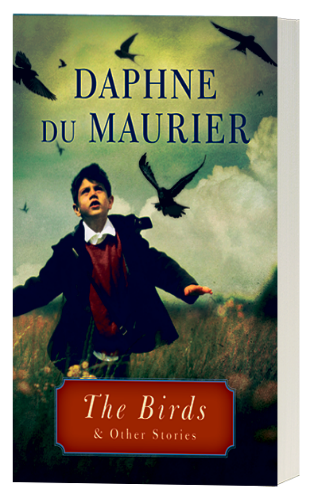 DAPHNE
DU MAURIER
The Birds
& Other Stories